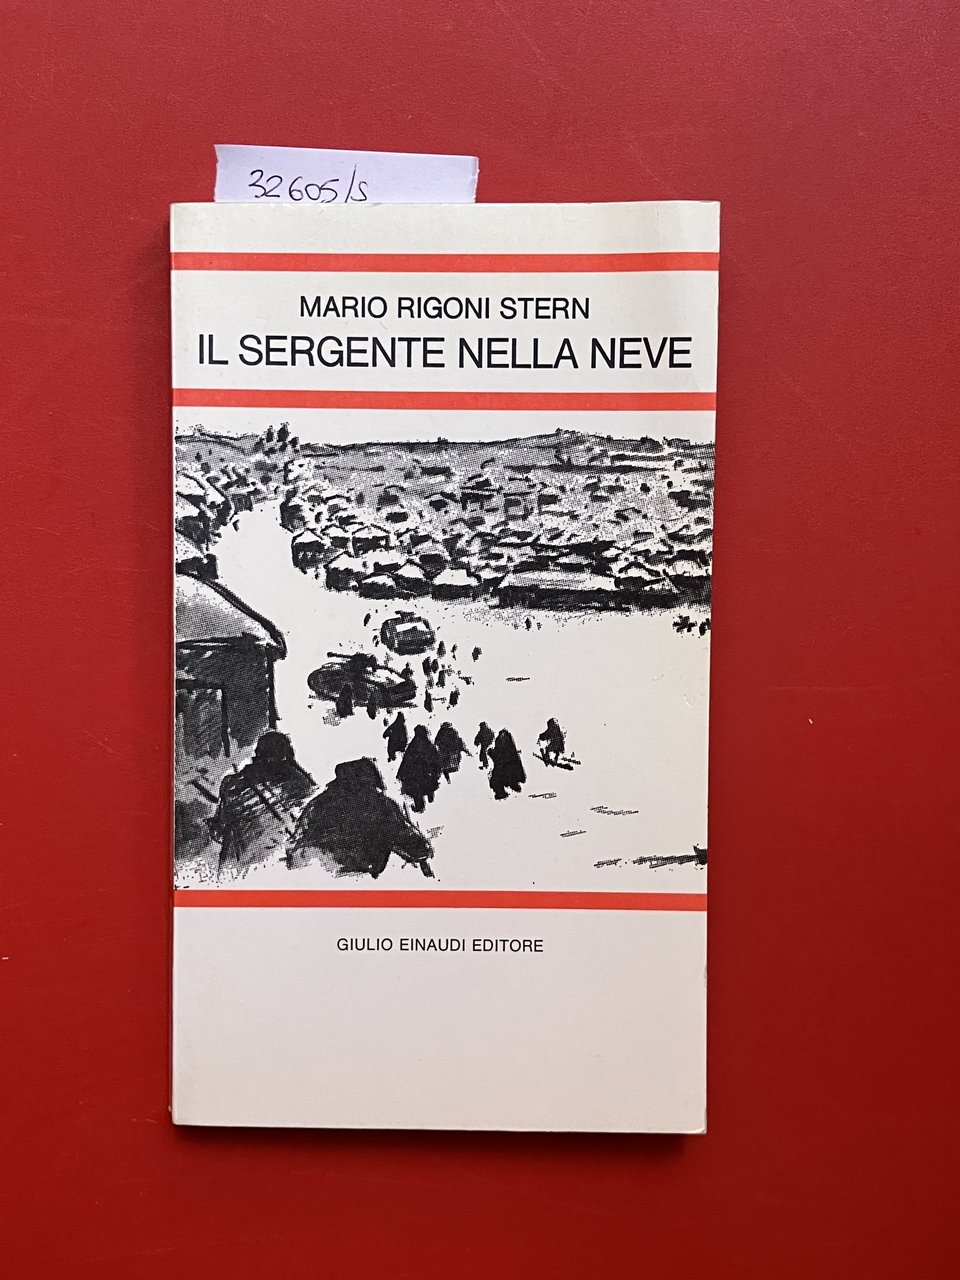 32605/s
MARIO RIGONI STERN
IL SERGENTE NELLA NEVE
GIULIO EINAUDI EDITORE